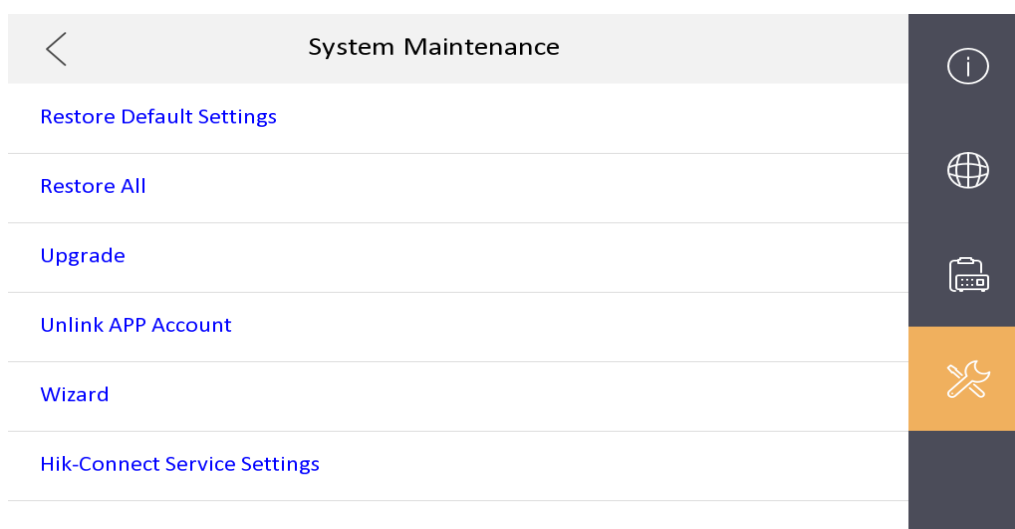 System Maintenance
Restore Default Settings
Restore All
Upgrade
Unlink APP Account
Wizard
Hik-Connect Service Settings